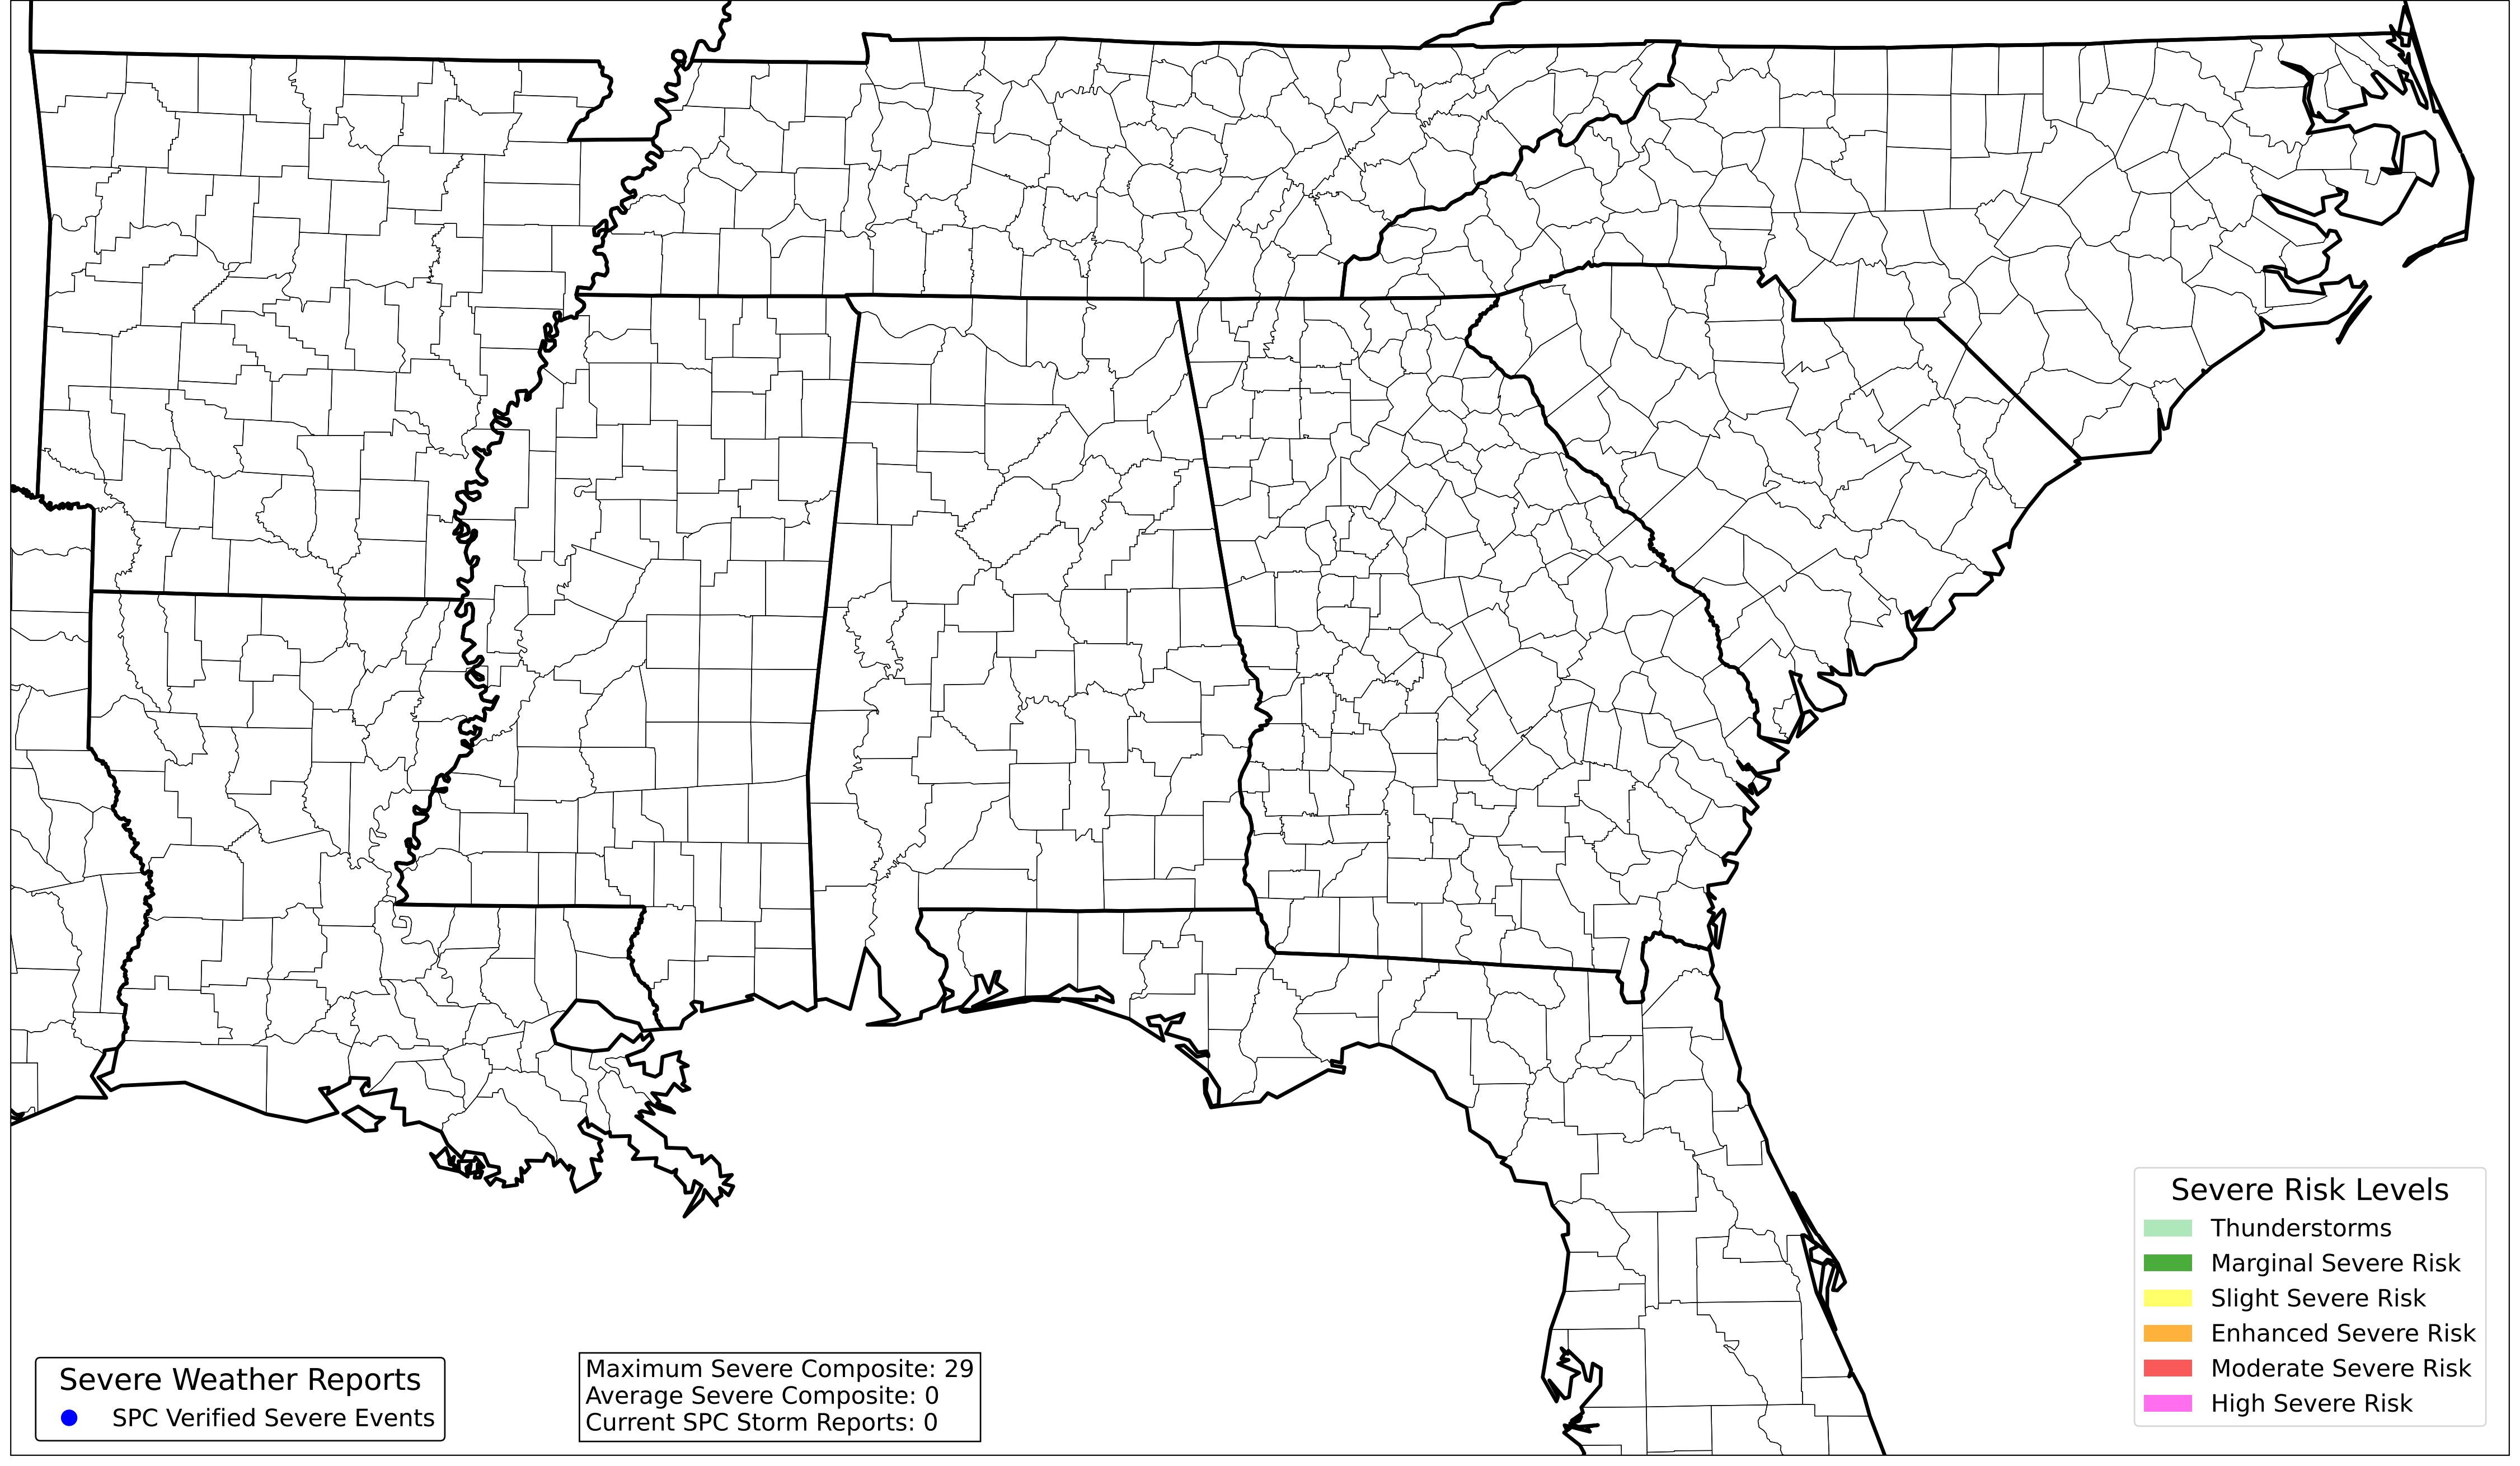 Severe Risk Levels
Thunderstorms
Marginal Severe Risk
Slight Severe Risk
Enhanced Severe Risk
Moderate Severe Risk
High Severe Risk
Severe Weather Reports
SPC Verified Severe Events
Maximum Severe Composite: 29
Average Severe Composite: 0
Current SPC Storm Reports: 0